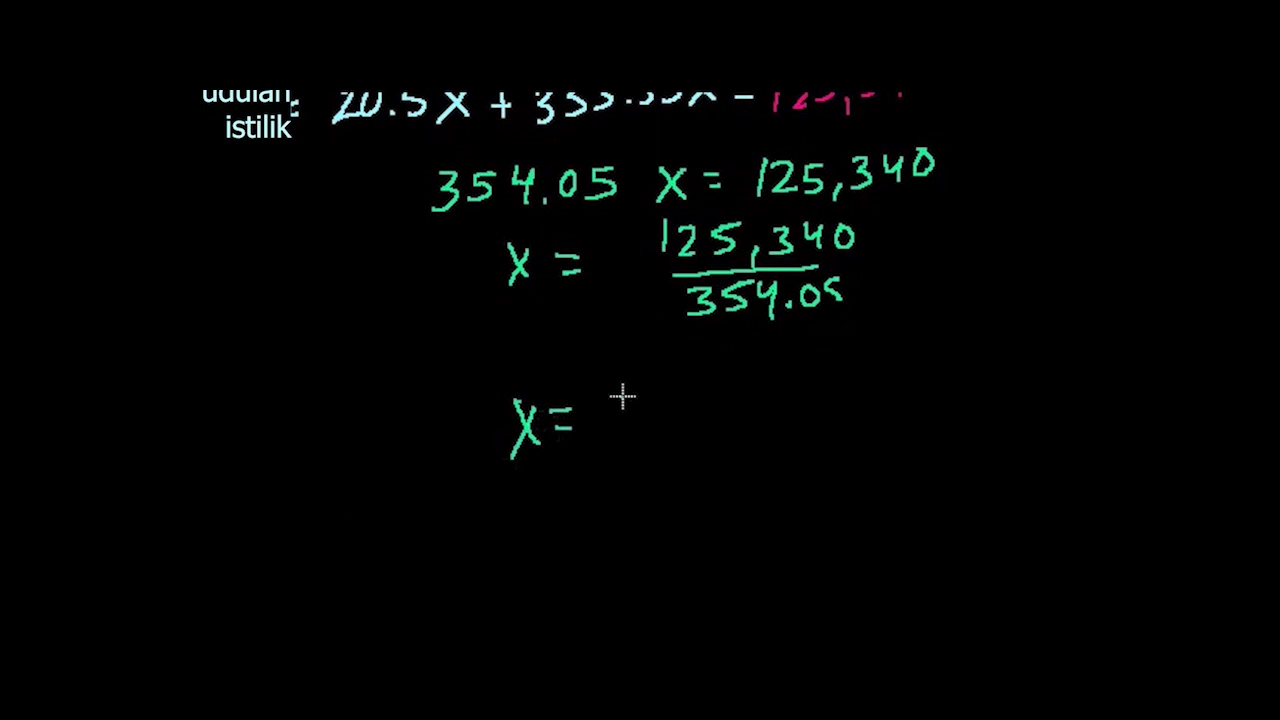 istilik
354.05 x = 125,340
x = 125,340
354.05
x =